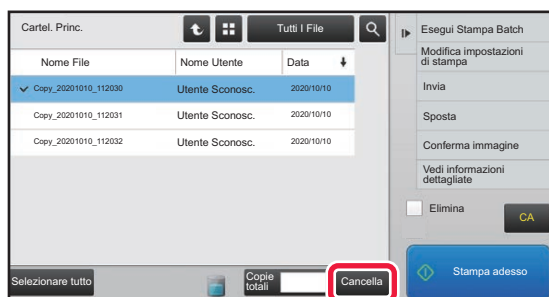 Cartel. Princ.
Tutti I File
Nome File
Nome Utente
Data
Copy_20201010_112030
Utente Sconosc.
2020/10/10
Copy_20201010_112031
Utente Sconosc.
2020/10/10
Copy_20201010_112032
Utente Sconosc.
2020/10/10
Selezionare tutto
Copie
totali
Cancella
Esegui Stampa Batch
Modifica impostazioni
di stampa
Invia
Sposta
Conferma immagine
Vedi informazioni
dettagliate
Elimina
CA
Stampa adesso